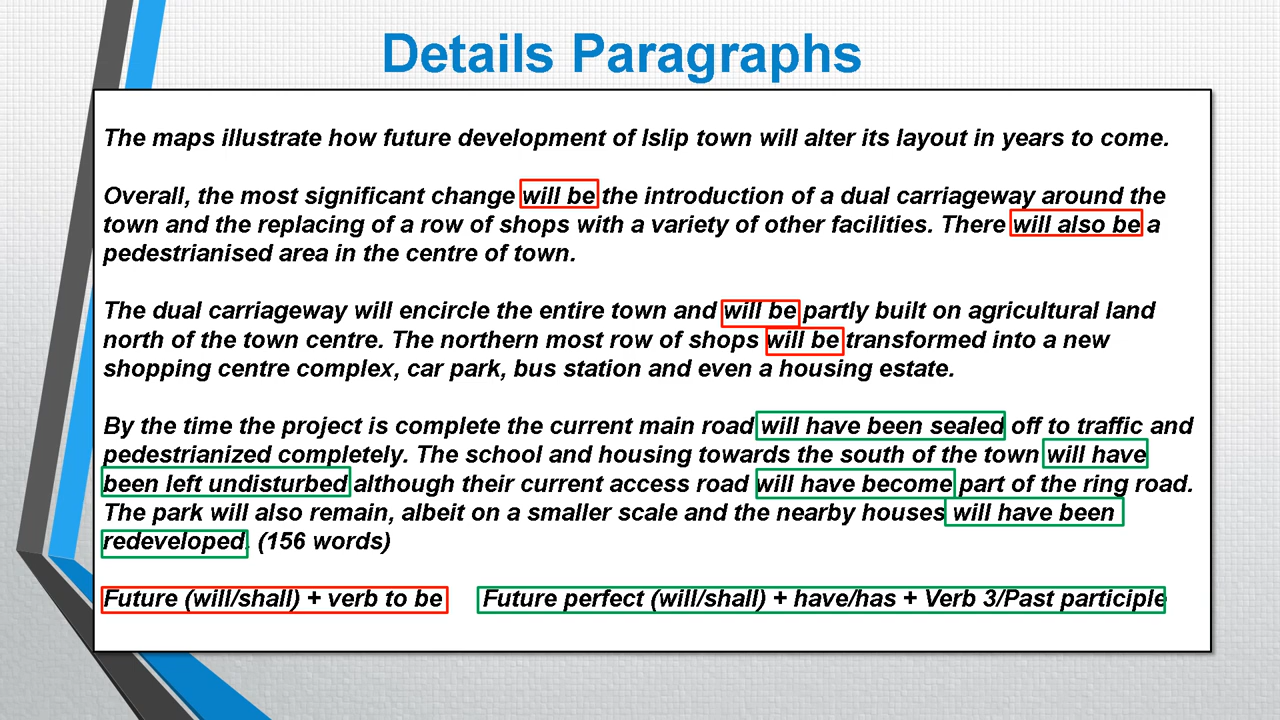 Details Paragraphs
The maps illustrate how future development of Islip town will alter its layout in years to come.
Overall, the most significant change will be the introduction of a dual carriageway around the
town and the replacing of a row of shops with a variety of other facilities. There will also be a
pedestrianised area in the centre of town.
The dual carriageway will encircle the entire town and will be partly built on agricultural land
north of the town centre. The northern most row of shops will be transformed into a new
shopping centre complex, car park, bus station and even a housing estate.
By the time the project is complete the current main road will have been sealed off to traffic and
pedestrianized completely. The school and housing towards the south of the town will have
been left undisturbed although their current access road will have become part of the ring road.
The park will also remain, albeit on a smaller scale and the nearby houses will have been
redeveloped. (156 words)
Future (will/shall) + verb to be Future perfect (will/shall) + have/has + Verb 3/Past participle